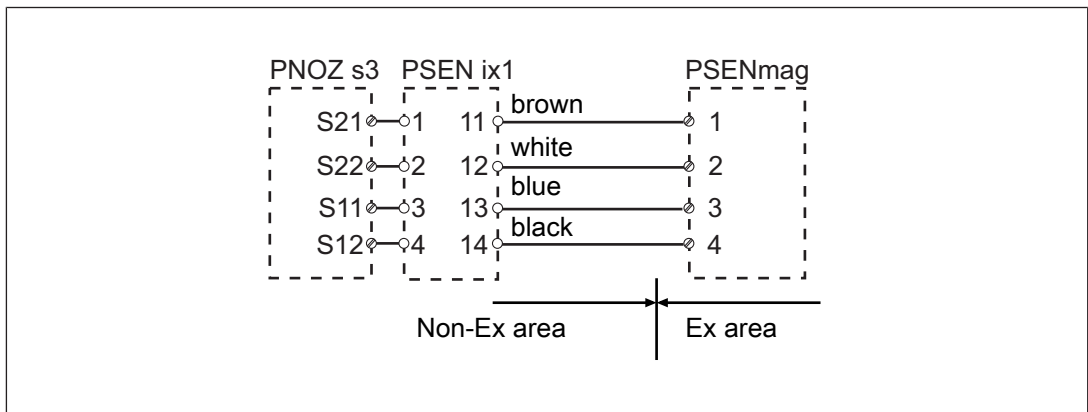 PNOZ s3 PSEN ix1 PSENmag
brown
S21 1 11 1
white
S22 2 12 2
blue
S11 3 13 3
black
S12 4 14 4
Non-Ex area Ex area